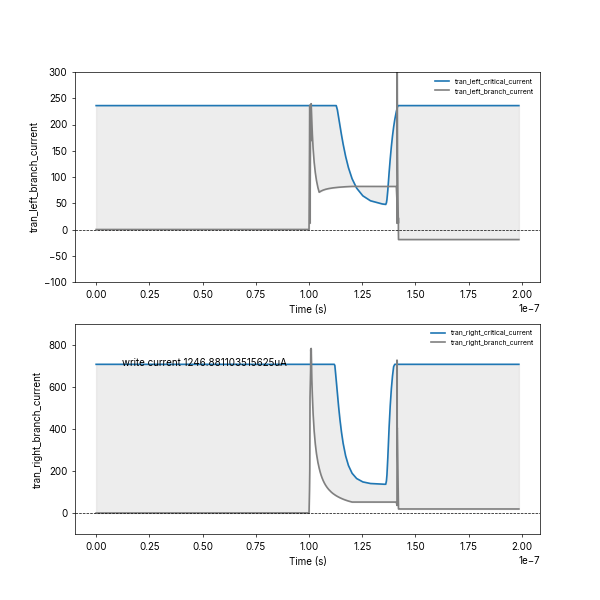 300
250
200
150
100
50
0
−50
−100
tran_left_branch_current
tran_left_critical_current
tran_left_branch_current
0.00 0.25 0.50 0.75 1.00 1.25 1.50 1.75 2.00
Time (s)
1e−7
800
600
400
200
0
tran_right_branch_current
tran_right_critical_current
tran_right_branch_current
write current 1246.881103515625uA
0.00 0.25 0.50 0.75 1.00 1.25 1.50 1.75 2.00
Time (s)
1e−7